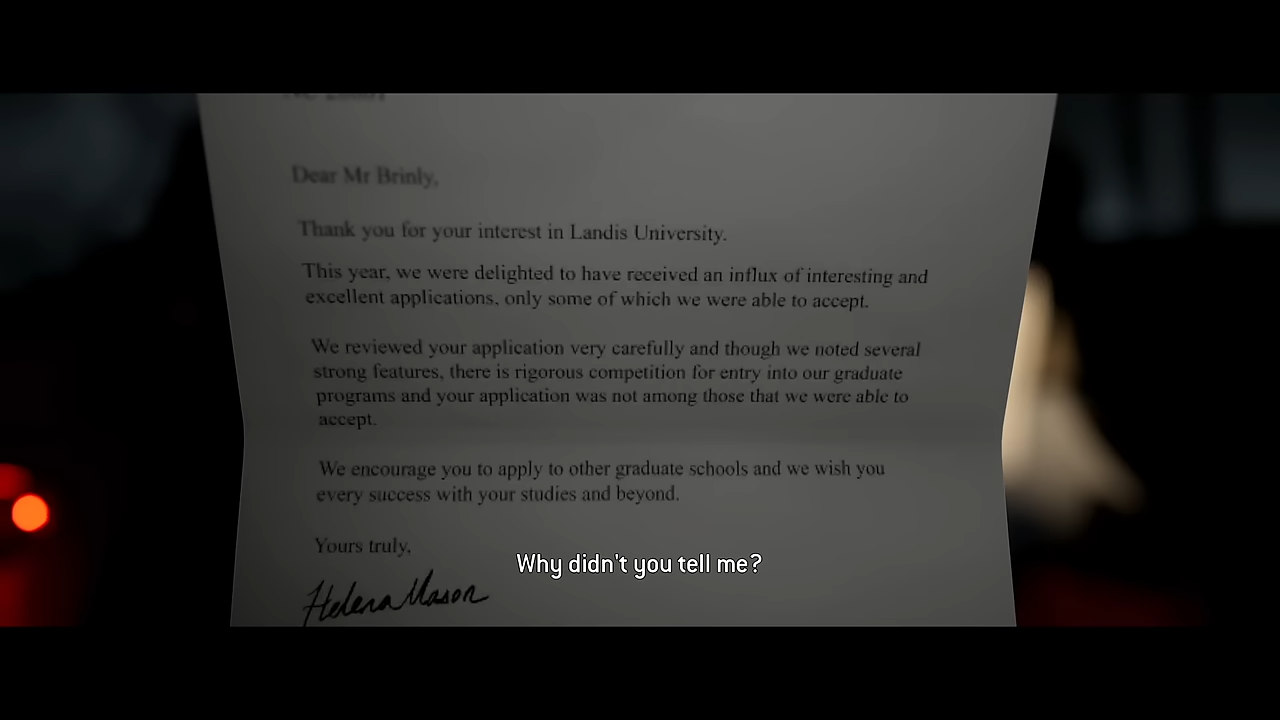 Dear Mr Brinly,
Thank you for your interest in Landis University.
This year, we were delighted to have received an influx of interesting and
excellent applications, only some of which we were able to accept.
We reviewed your application very carefully and though we noted several
strong features, there is rigorous competition for entry into our graduate
programs and your application was not among those that we were able to
accept.
We encourage you to apply to other graduate schools and we wish you
every success with your studies and beyond.
Yours truly,
Helena Mason
Why didn't you tell me?